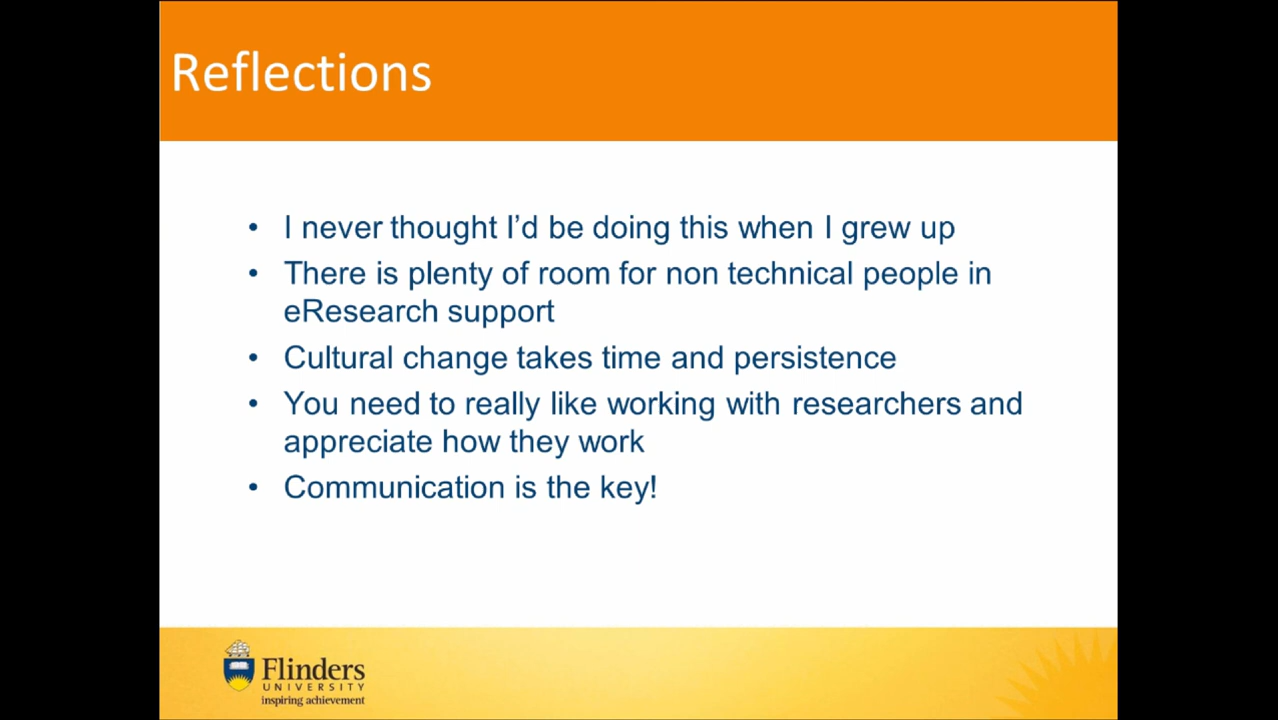 Reflections
• I never thought I’d be doing this when I grew up
• There is plenty of room for non technical people in
eResearch support
• Cultural change takes time and persistence
• You need to really like working with researchers and
appreciate how they work
• Communication is the key!
Flinders
UNIVERSITY
inspiring achievement